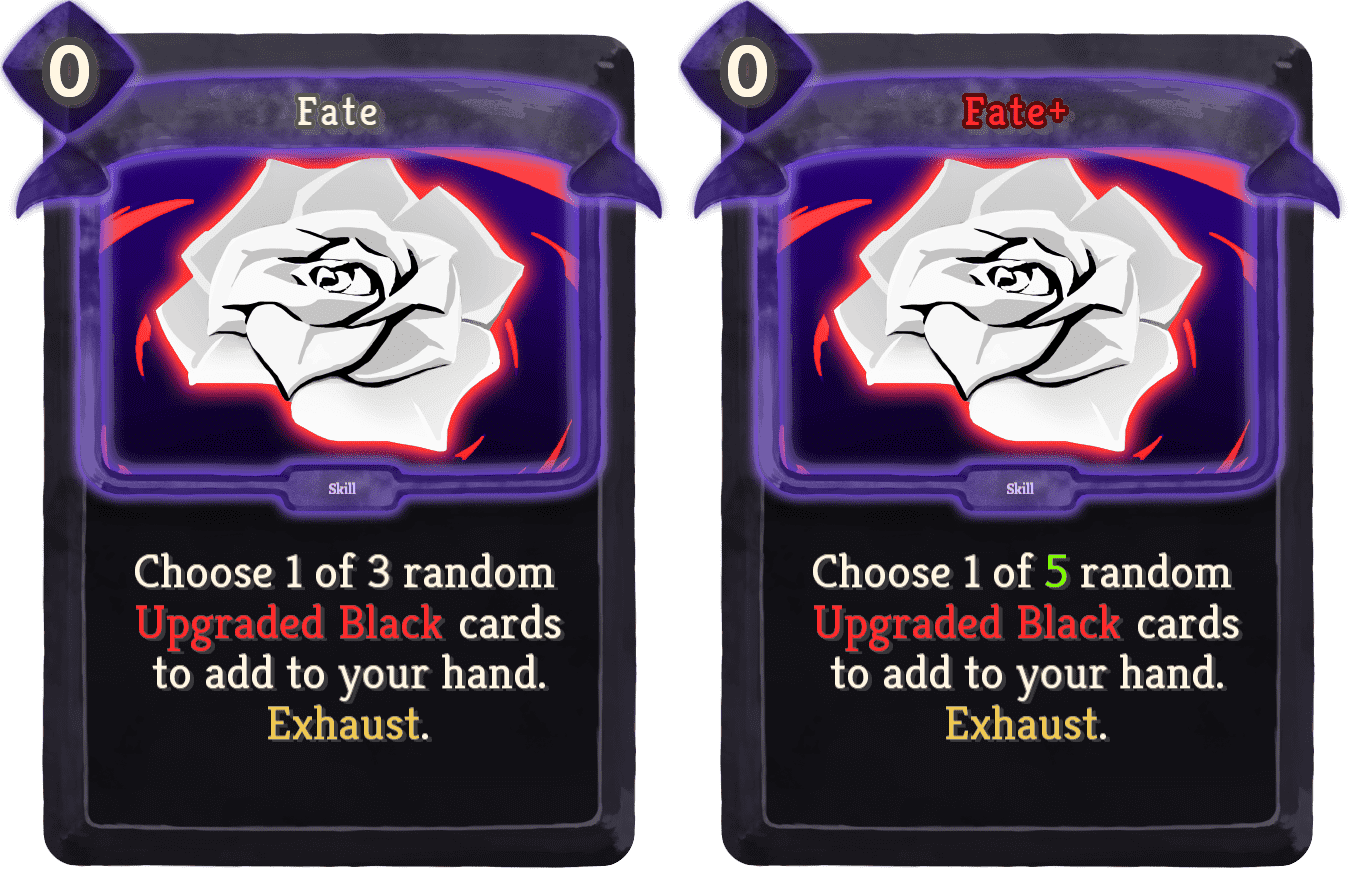 0
Fate
Skill
Choose 1 of 3 random
Upgraded Black cards
to add to your hand.
Exhaust.
0
Fate+
Skill
Choose 1 of 5 random
Upgraded Black cards
to add to your hand.
Exhaust.